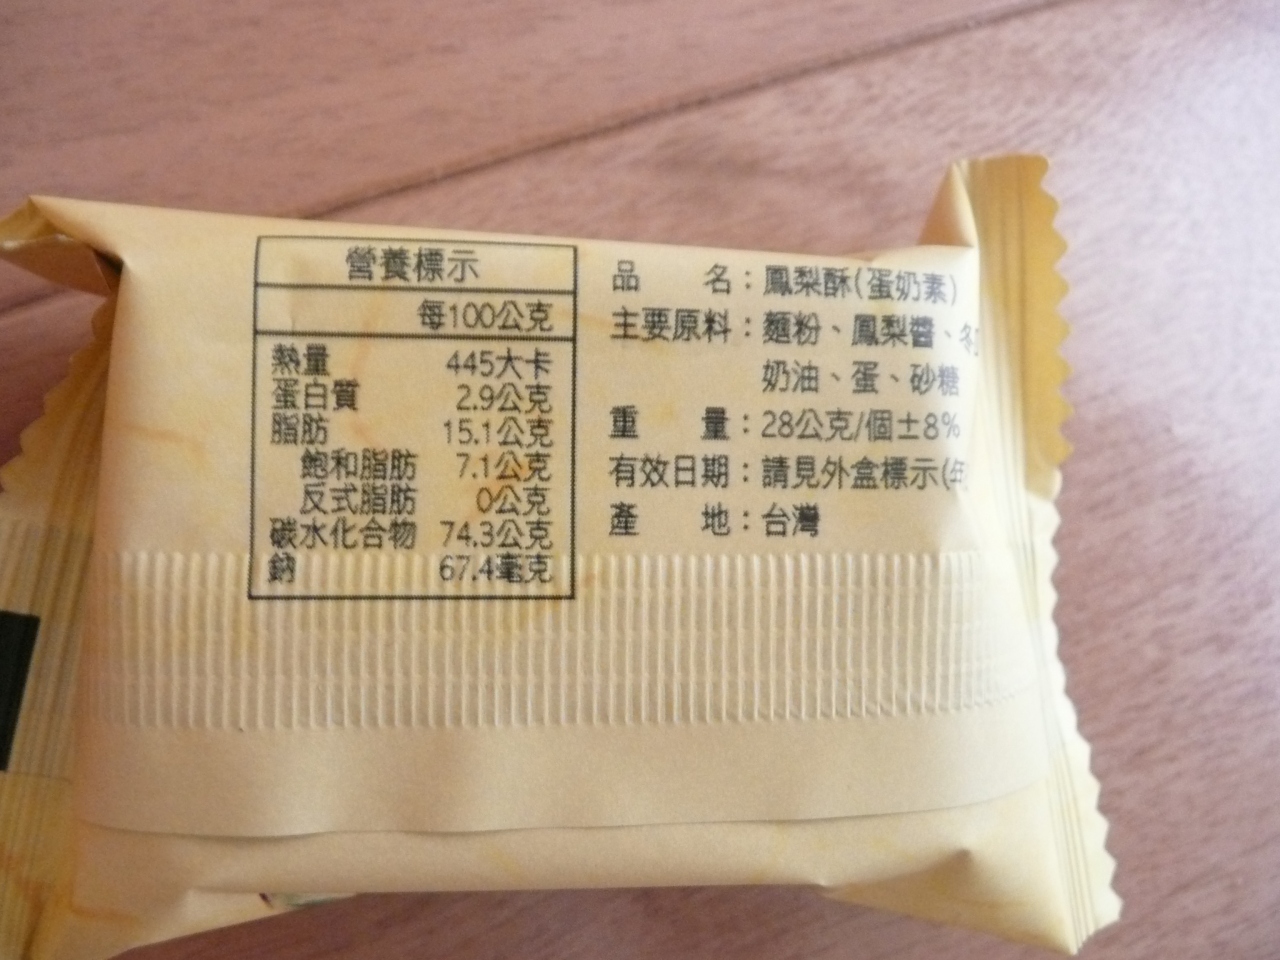 營養標示
每100公克
熱量 445大卡
蛋白質 2.9公克
脂肪 15.1公克
飽和脂肪 7.1公克
反式脂肪 0公克
碳水化合物 74.3公克
鈉 67.4毫克
品 名：鳳梨酥(蛋奶素)
主要原料：麵粉、鳳梨醬、冬
奶油、蛋、砂糖
重 量：28公克/個±8%
有效日期：請見外盒標示(年
產 地：台灣